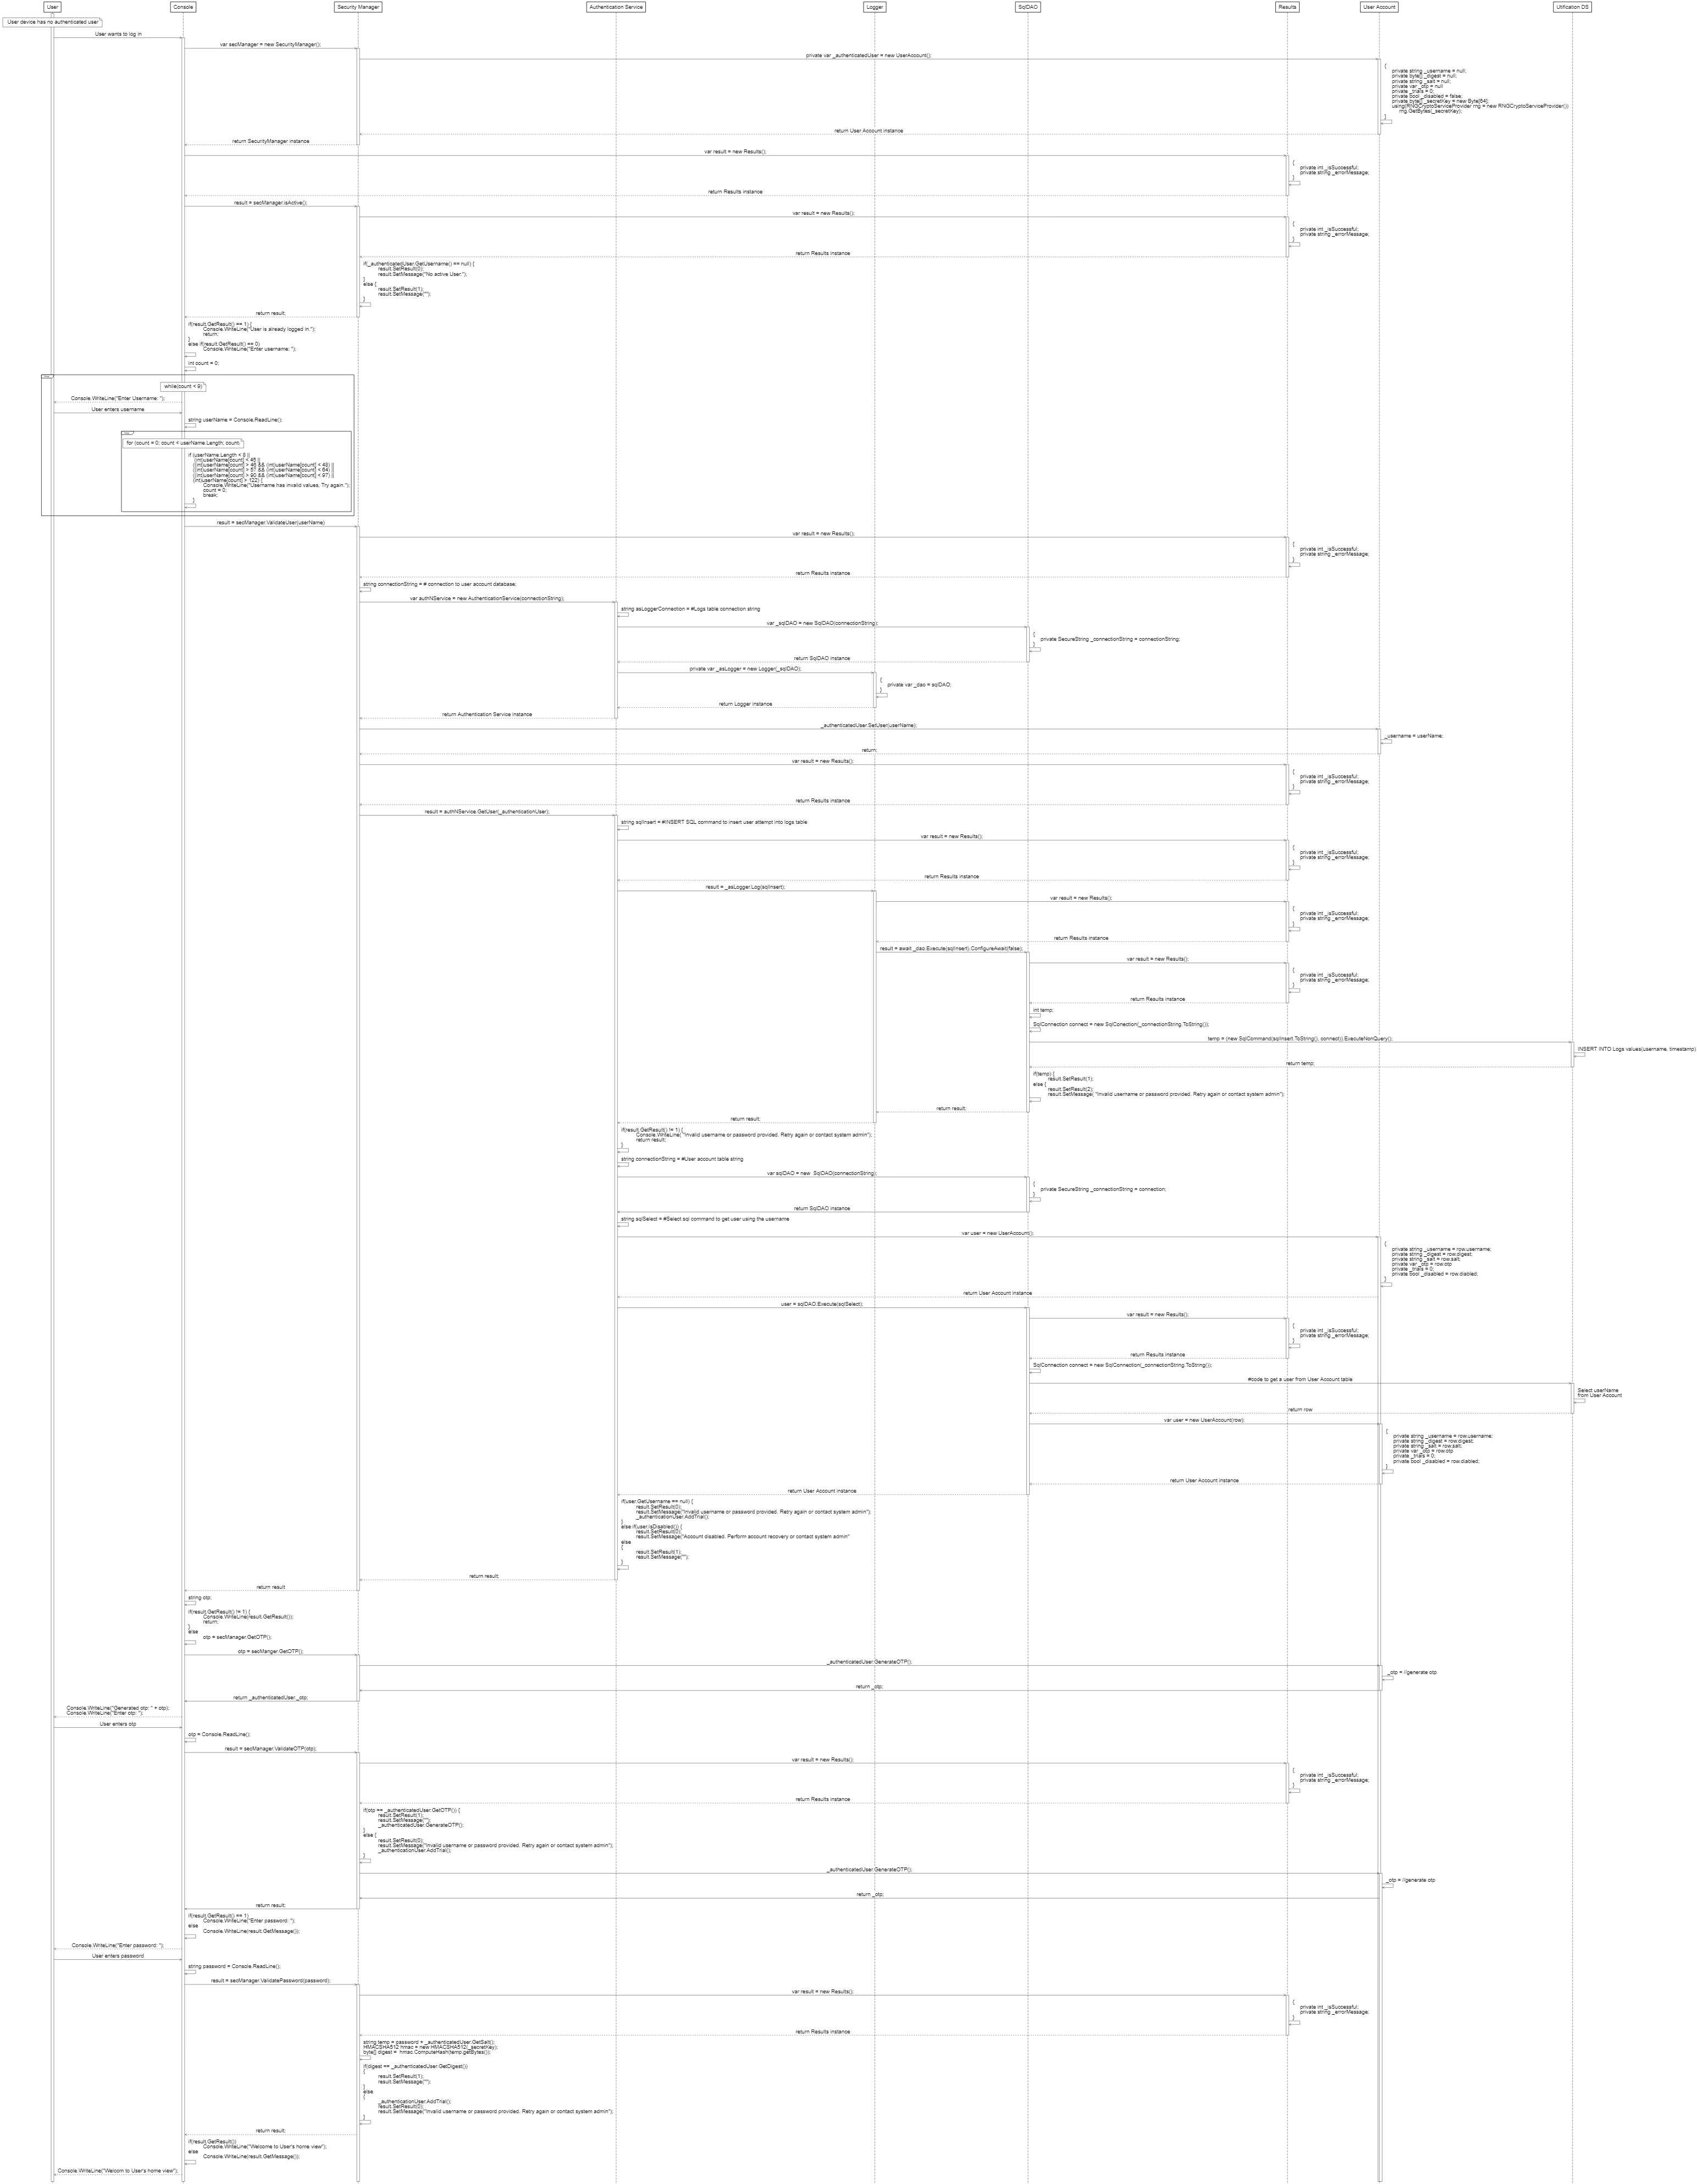 User
Console
Security Manager
Authentication Service
Logger
SqlDAO
Results
User Account
Utification DS
User device has no authenticated user
User wants to log in
var secManager = new SecurityManager();
private var _authenticatedUser = new UserAccount();
{
private string _username = null;
private byte[] _digest = null;
private string _salt = null;
private var _otp = null
private _trials = 0;
private bool _disabled = false;
private byte[] _secretKey = new Byte[64];
using(RNGCryptoServiceProvider rng = new RNGCryptoServiceProvider())
rng.GetBytes(_secretKey);
}
return User Account instance
return SecurityManager instance
var result = new Results();
{
private int _isSuccessful;
private string _errorMessage;
}
return Results instance
result = secManager.isActive();
var result = new Results();
{
private int _isSuccessful;
private string _errorMessage;
}
return Results instance
if(_authenticatedUser.GetUsername() == null) {
result.SetResult(0);
result.SetMessage("No active User.");
}
else {
result.SetResult(1);
result.SetMessage("");
}
return result;
if(result.GetResult() == 1) {
Console.WriteLine("User is already logged in.");
return;
}
else if(result.GetResult() == 0)
Console.WriteLine("Enter username: ");
int count = 0;
while(count < 9)
Console.WriteLine("Enter Username: ");
User enters username
string userName = Console.ReadLine();
for (count = 0; count < userName.Length; count
if (userName.Length < 8 ||
(int)userName[count] < 45 ||
((int)userName[count] > 46 && (int)userName[count] < 48) ||
((int)userName[count] > 57 && (int)userName[count] < 64) ||
((int)userName[count] > 90 && (int)userName[count] < 97) ||
(int)userName[count] > 122) {
Console.WriteLine("Username has invalid values. Try again.");
count = 0;
break;
}
result = secManager.ValidateUser(userName)
var result = new Results();
{
private int _isSuccessful;
private string _errorMessage;
}
return Results instance
string connectionString = # connection to user account database;
var authNService = new AuthenticationService(connectionString);
string asLoggerConnection = #Logs table connection string
var _sqlDAO = new SqlDAO(connectionString);
{
private SecureString _connectionString = connectionString;
}
return SqlDAO instance
private var _asLogger = new Logger(_sqlDAO);
{
private var _dao = sqlDAO;
}
return Logger instance
return Authentication Service instance
_authenticatedUser.SetUser(userName);
_username = userName;
return;
var result = new Results();
{
private int _isSuccessful;
private string _errorMessage;
}
return Results instance
result = authNService.GetUser(_authenticationUser);
string sqlInsert = #INSERT SQL command to insert user attempt into logs table
var result = new Results();
{
private int _isSuccessful;
private string _errorMessage;
}
return Results instance
result = _asLogger.Log(sqlInsert);
var result = new Results();
{
private int _isSuccessful;
private string _errorMessage;
}
return Results instance
result = await _dao.Execute(sqlInsert).ConfigureAwait(false);
var result = new Results();
{
private int _isSuccessful;
private string _errorMessage;
}
return Results instance
int temp;
SqlConnection connect = new SqlConection(_connectionString.ToString());
temp = (new SqlCommand(sqlInsert.ToString(), connect)).ExecuteNonQuery();
INSERT INTO Logs values(username, timestamp)
return temp;
if(temp) {
result.SetResult(1);
else {
result.SetResult(2);
result.SetMessage( "Invalid username or password provided. Retry again or contact system admin");
return result;
return result;
if(result.GetResult() != 1) {
Console.WriteLine( "Invalid username or password provided. Retry again or contact system admin");
return result;
}
string connectionString = #User account table string
var sqlDAO = new  SqlDAO(connectionString);
{
private SecureString _connectionString = connection;
}
return SqlDAO instance
string sqlSelect = #Select sql command to get user using the username
var user = new UserAccount();
{
private string _username = row.username;
private string _digest = row.digest;
private string _salt = row.salt;
private var _otp = row.otp
private _trials = 0;
private bool _disabled = row.diabled;
}
return User Account instance
user = sqlDAO.Execute(sqlSelect);
var result = new Results();
{
private int _isSuccessful;
private string _errorMessage;
}
return Results instance
SqlConnection connect = new SqlConnection(_connectionString.ToString());
#code to get a user from User Account table
Select userName
from User Account
return row
var user = new UserAccount(row);
{
private string _username = row.username;
private string _digest = row.digest;
private string _salt = row.salt;
private var _otp = row.otp
private _trials = 0;
private bool _disabled = row.diabled;
}
return User Account instance
return User Account instance
if(user.GetUsername == null) {
result.SetResult(0);
result.SetMessage("Invalid username or password provided. Retry again or contact system admin");
_authenticationUser.AddTrial();
}
else if(user.IsDisabled()) {
result.SetResult(0);
result.SetMessage("Account disabled. Perform account recovery or contact system admin"
else
{
result.SetResult(1);
result.SetMessage("");
}
return result;
return result
string otp;
if(result.GetResult() != 1) {
Console.WriteLine(result.GetResult());
return;
}
else
otp = secManager.GetOTP();
otp = secManger.GetOTP();
_authenticatedUser.GenerateOTP();
_otp = //generate otp
return _otp;
return _authenticatedUser._otp;
Console.WriteLine("Generated otp: " + otp);
Console.WriteLine("Enter otp: ");
User enters otp
otp = Console.ReadLine();
result = secManager.ValidateOTP(otp);
var result = new Results();
{
private int _isSuccessful;
private string _errorMessage;
}
return Results instance
if(otp == _authenticatedUser.GetOTP()) {
result.SetResult(1);
result.SetMessage("");
_authenticatedUser.GenerateOTP();
}
else {
result.SetResult(0);
result.SetMessage("Invalid username or password provided. Retry again or contact system admin");
_authenticationUser.AddTrial();
}
_authenticatedUser.GenerateOTP();
_otp = //generate otp
return _otp;
return result;
if(result.GetResult() == 1)
Console.WriteLine("Enter password: ");
else
Console.WriteLine(result.GetMessage());
Console.WriteLine("Enter password: ");
User enters password
string password = Console.ReadLine();
result = secManager.ValidatePassword(password);
var result = new Results();
{
private int _isSuccessful;
private string _errorMessage;
}
return Results instance
string temp = password + _authenticatedUser.GetSalt();
HMACSHA512 hmac = new HMACSHA512(_secretKey);
byte[] digest =  hmac.ComputeHash(temp.getBytes());
if(digest == _authenticatedUser.GetDigest())
{
result.SetResult(1);
result.SetMessage("");
}
else
{
_authenticationUser.AddTrial();
result.SetResult(0);
result.SetMessage("Invalid username or password provided. Retry again or contact system admin");
}
return result;
if(result.GetResult())
Console.WriteLine("Welcome to User's home view");
else
Console.WriteLine(result.GetMessage());
Console.WriteLine("Welcom to User's home view");